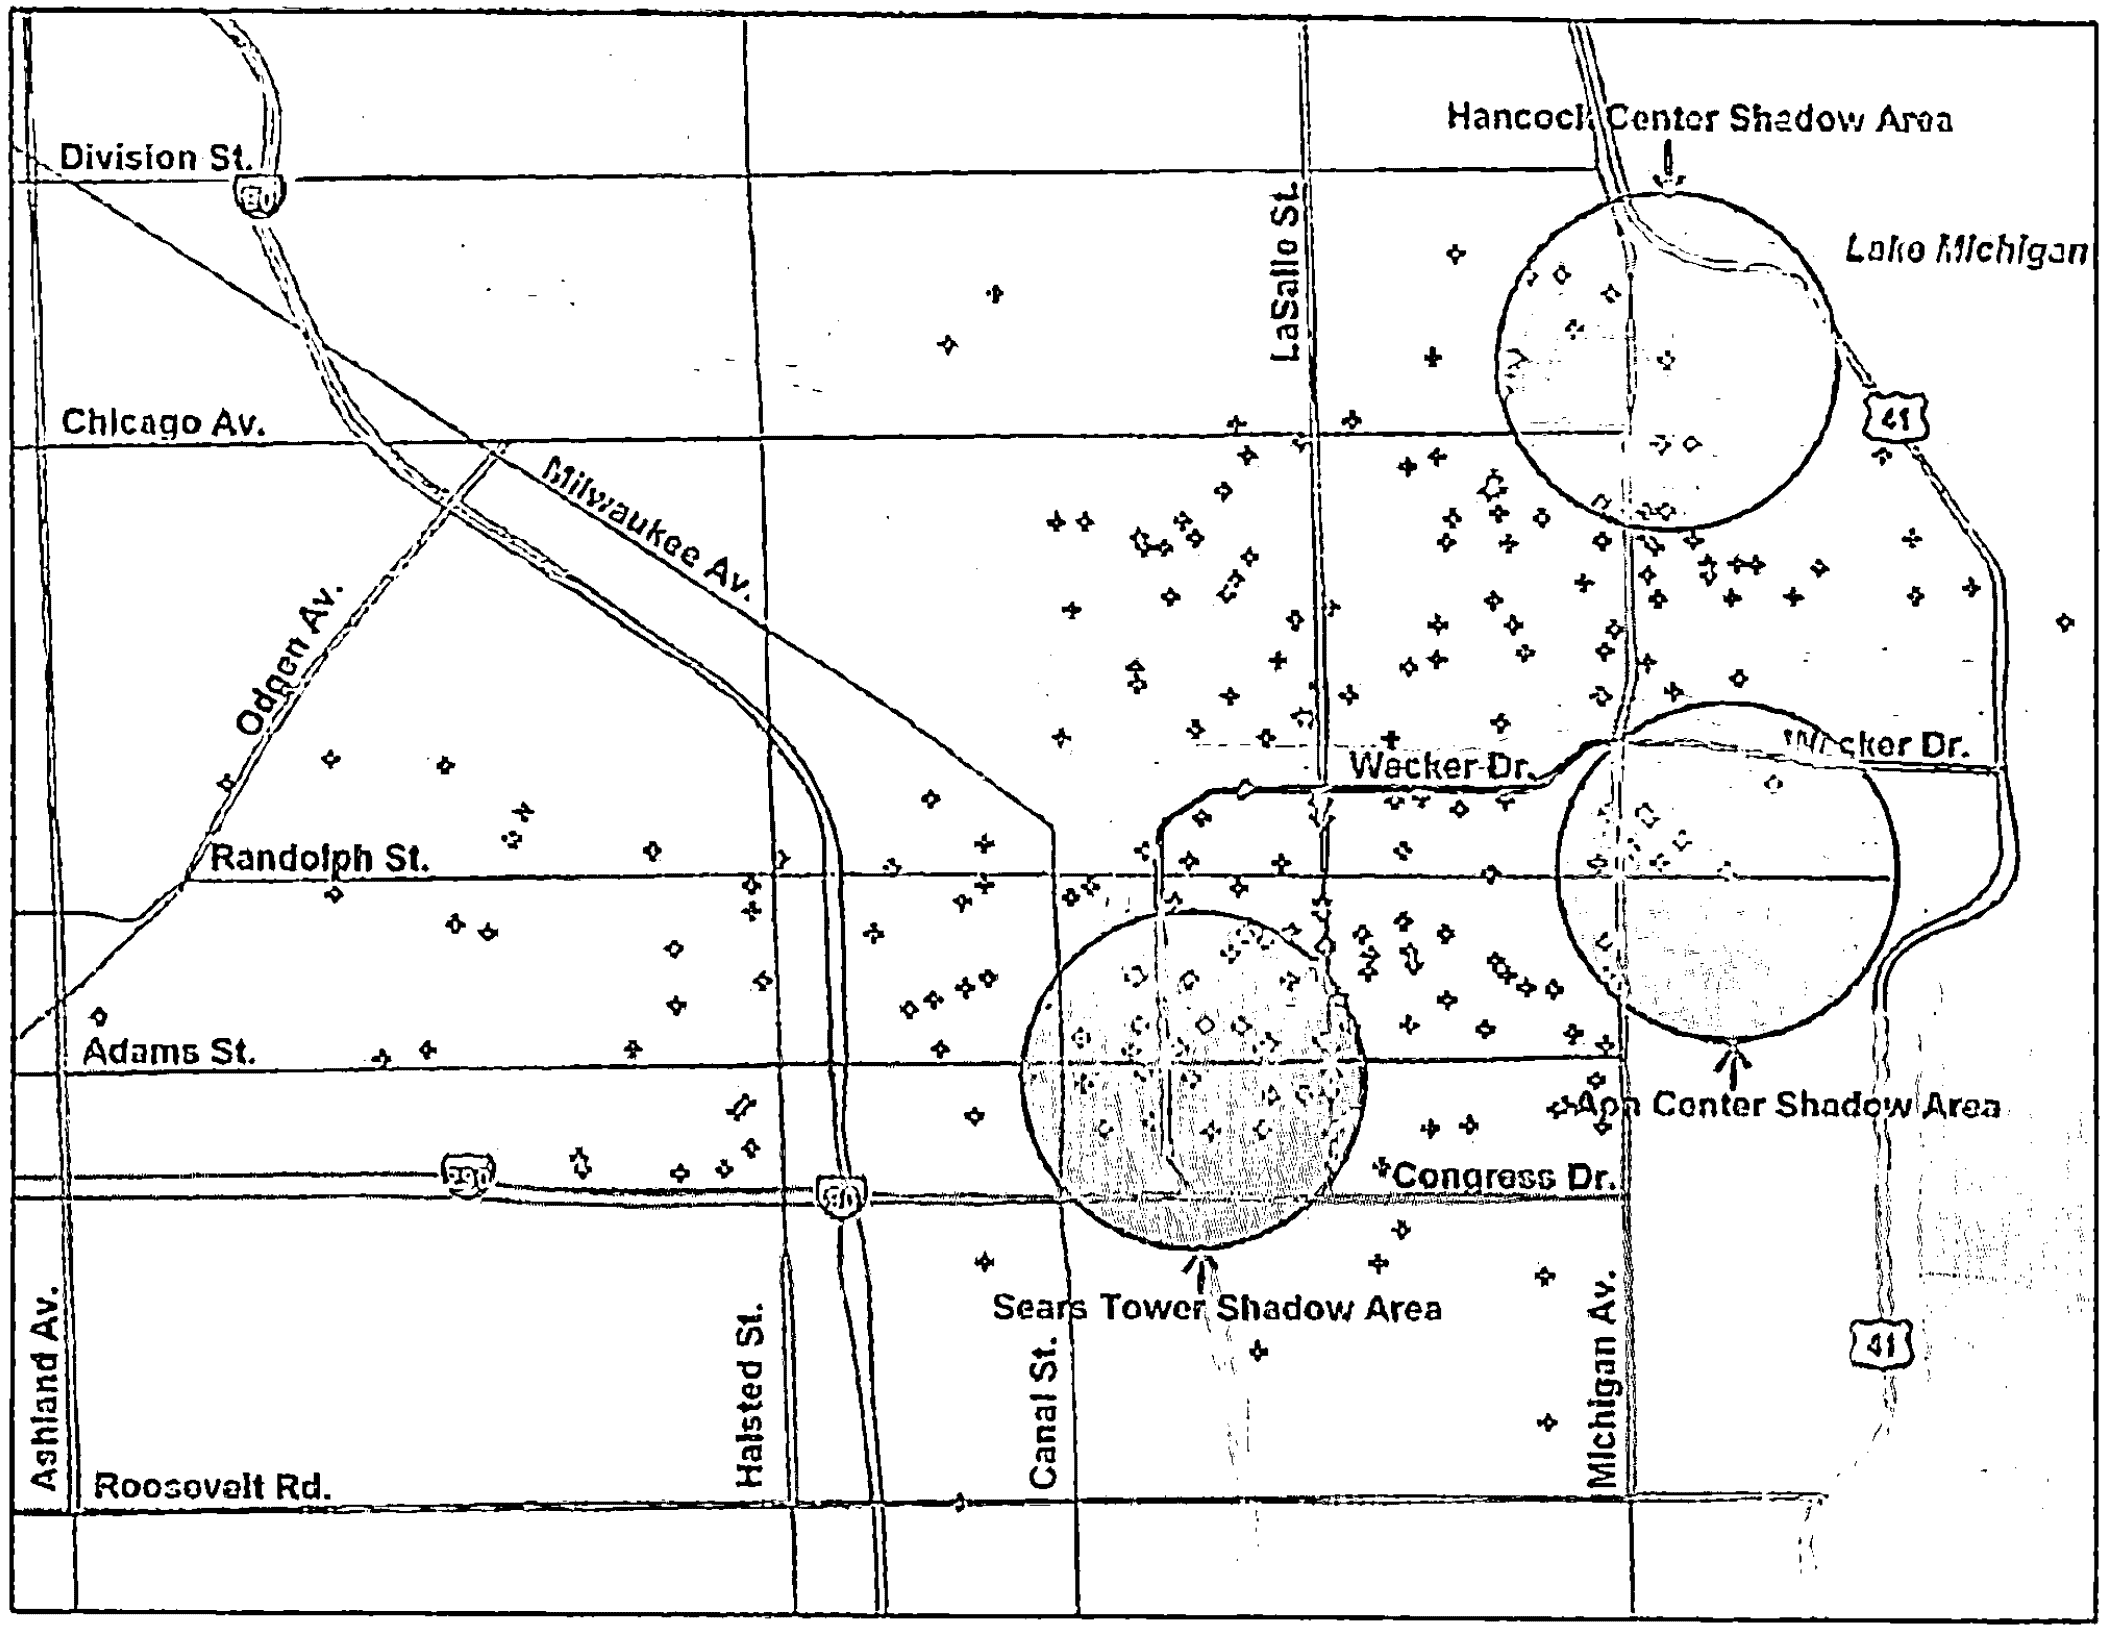 Hancock Center Shadow Area
Division St.
90
LaSalle St.
Lake Michigan
Chicago Av.
41
Milwaukee Av.
Odgen Av.
Wacker Dr.
Wacker Dr.
Randolph St.
Adams St.
Aon Center Shadow Area
290
90
Congress Dr.
Sears Tower Shadow Area
41
Ashland Av.
Halsted St.
Canal St.
Michigan Av.
Roosevelt Rd.